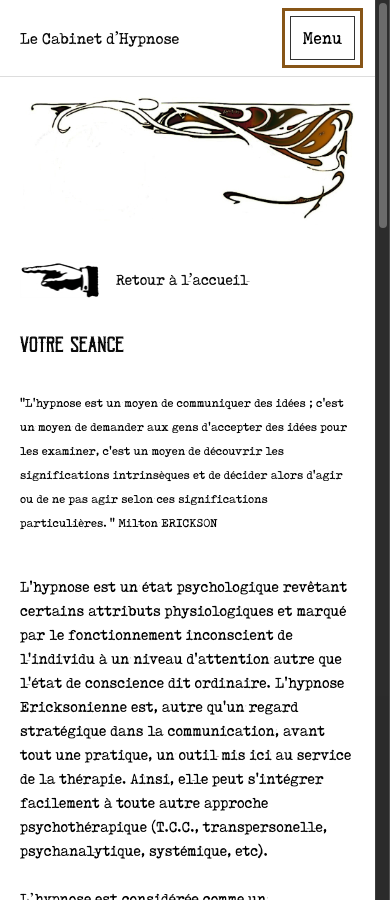 Le Cabinet d'Hypnose
Menu
Retour à l'accueil
VOTRE SEANCE
"L'hypnose est un moyen de communiquer des idées ; c'est
un moyen de demander aux gens d'accepter des idées pour
les examiner, c'est un moyen de découvrir les
significations intrinsèques et de décider alors d'agir
ou de ne pas agir selon ces significations
particulières. " Milton ERICKSON
L'hypnose est un état psychologique revêtant
certains attributs physiologiques et marqué
par le fonctionnement inconscient de
l'individu à un niveau d'attention autre que
l'état de conscience dit ordinaire. L'hypnose
Ericksonienne est, autre qu'un regard
stratégique dans la communication, avant
tout une pratique, un outil mis ici au service
de la thérapie. Ainsi, elle peut s'intégrer
facilement à toute autre approche
psychothérapique (T.C.C., transpersonelle,
psychanalytique, systémique, etc).
L'hypnose est considérée comme un